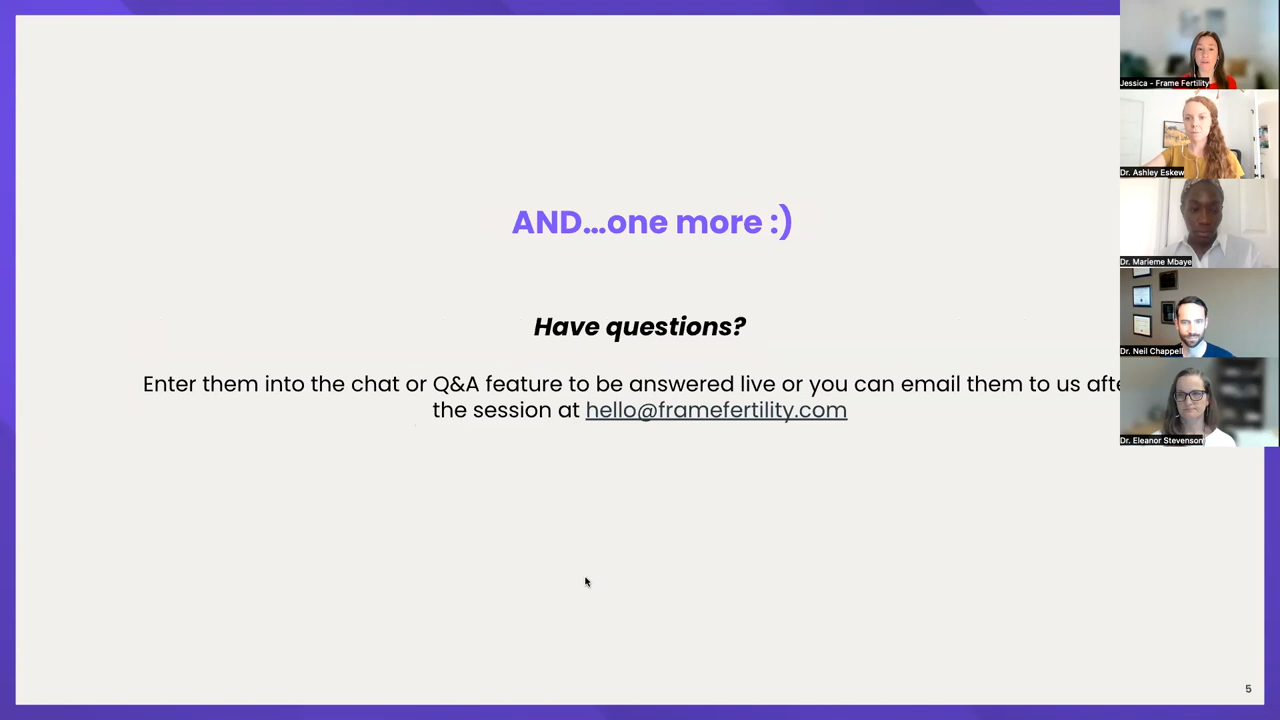 AND...one more :)
Have questions?
Enter them into the chat or Q&A feature to be answered live or you can email them to us afte
the session at hello@framefertility.com
5
Jessica - Frame Fertility
Dr. Ashley Eskew
Dr. Marieme Mbaye
Dr. Neil Chappell
Dr. Eleanor Stevenson